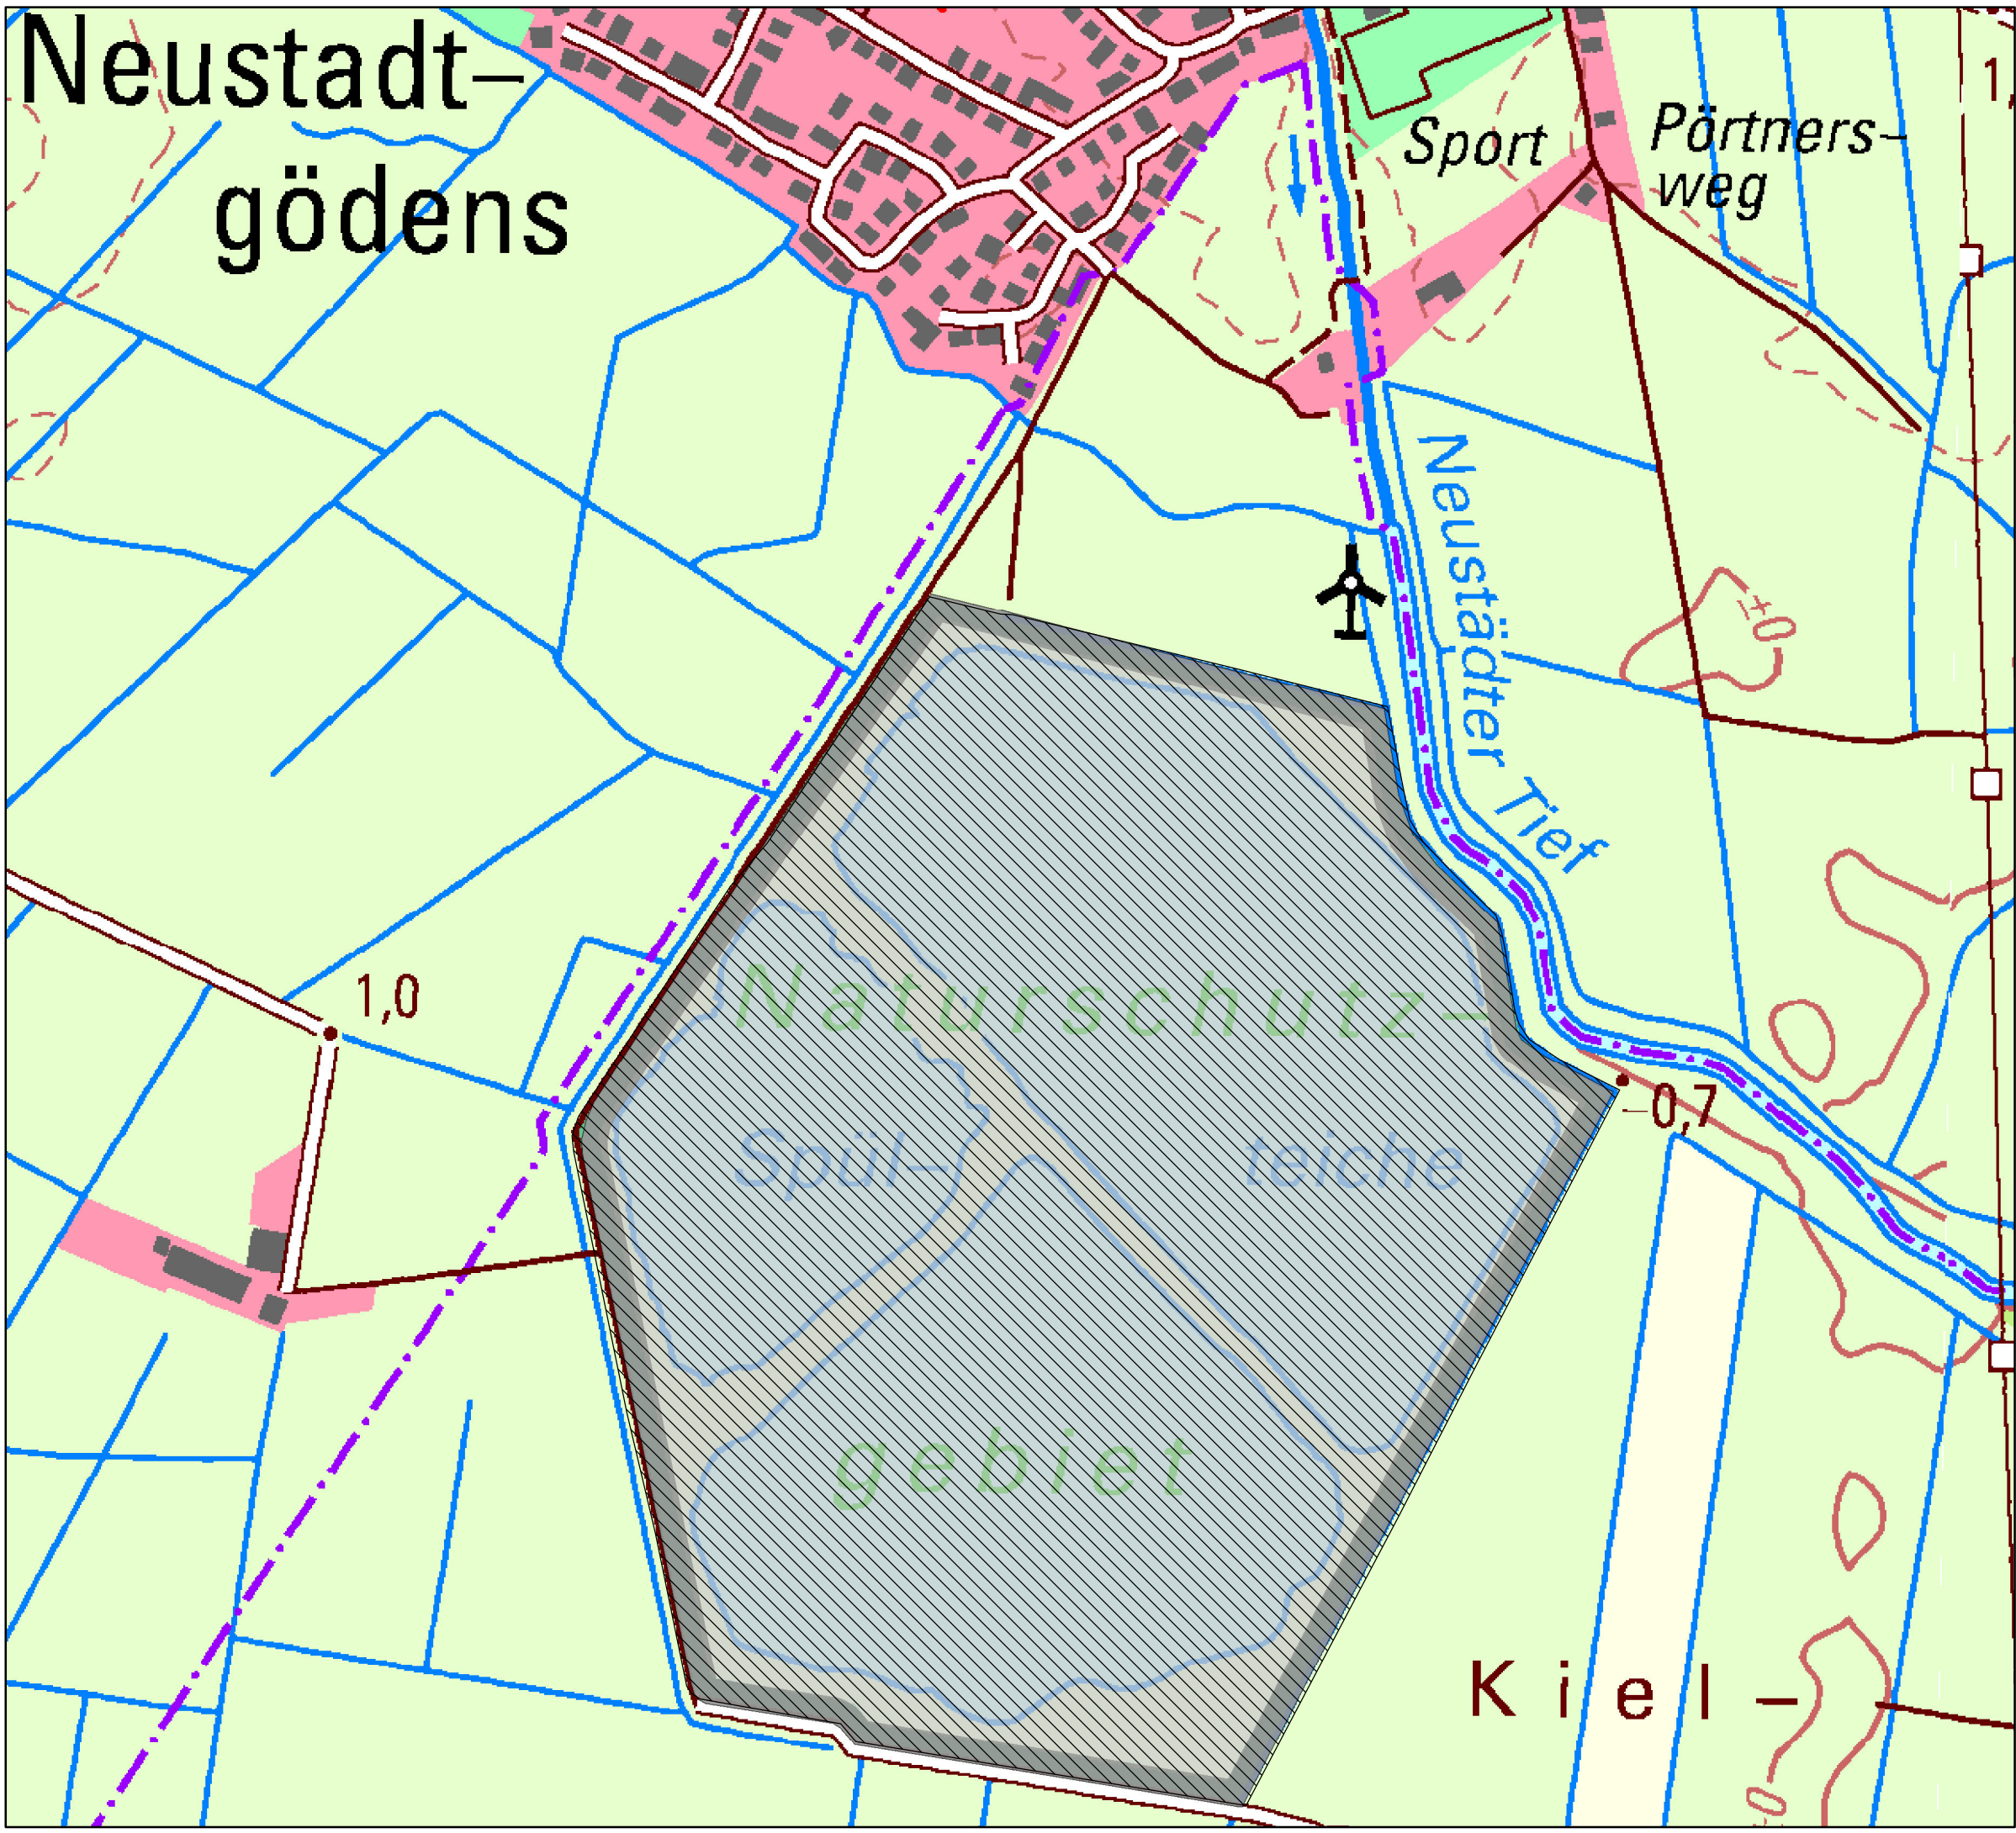 Neustadt–
gödens
Sport
Pörtners–
weg
1,
Neustädter Tief
±0
1,0
Naturschutz–
–0,7
Spül–
teiche
gebiet
Kiel–